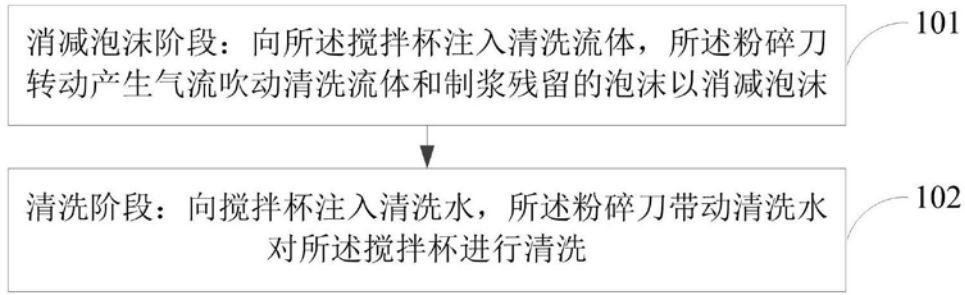 消减泡沫阶段：向所述搅拌杯注入清洗流体，所述粉碎刀
转动产生气流吹动清洗流体和制浆残留的泡沫以消减泡沫
101
清洗阶段：向搅拌杯注入清洗水，所述粉碎刀带动清洗水
对所述搅拌杯进行清洗
102